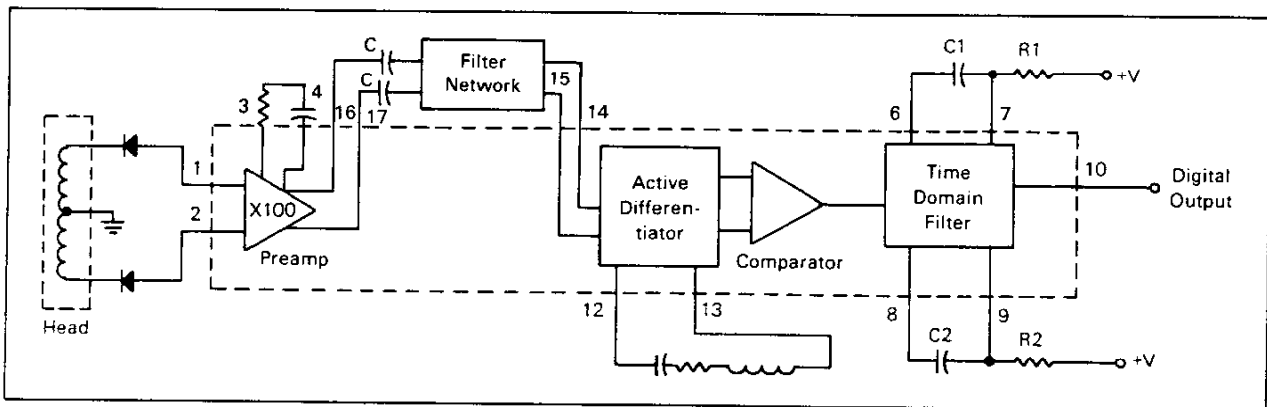 C
C
Filter
Network
C1
R1
+V
3
4
16
17
15
14
6
7
1
2
X100
Preamp
Active
Differen-
tiator
Comparator
Time
Domain
Filter
10
Digital
Output
Head
12
13
8
9
C2
R2
+V